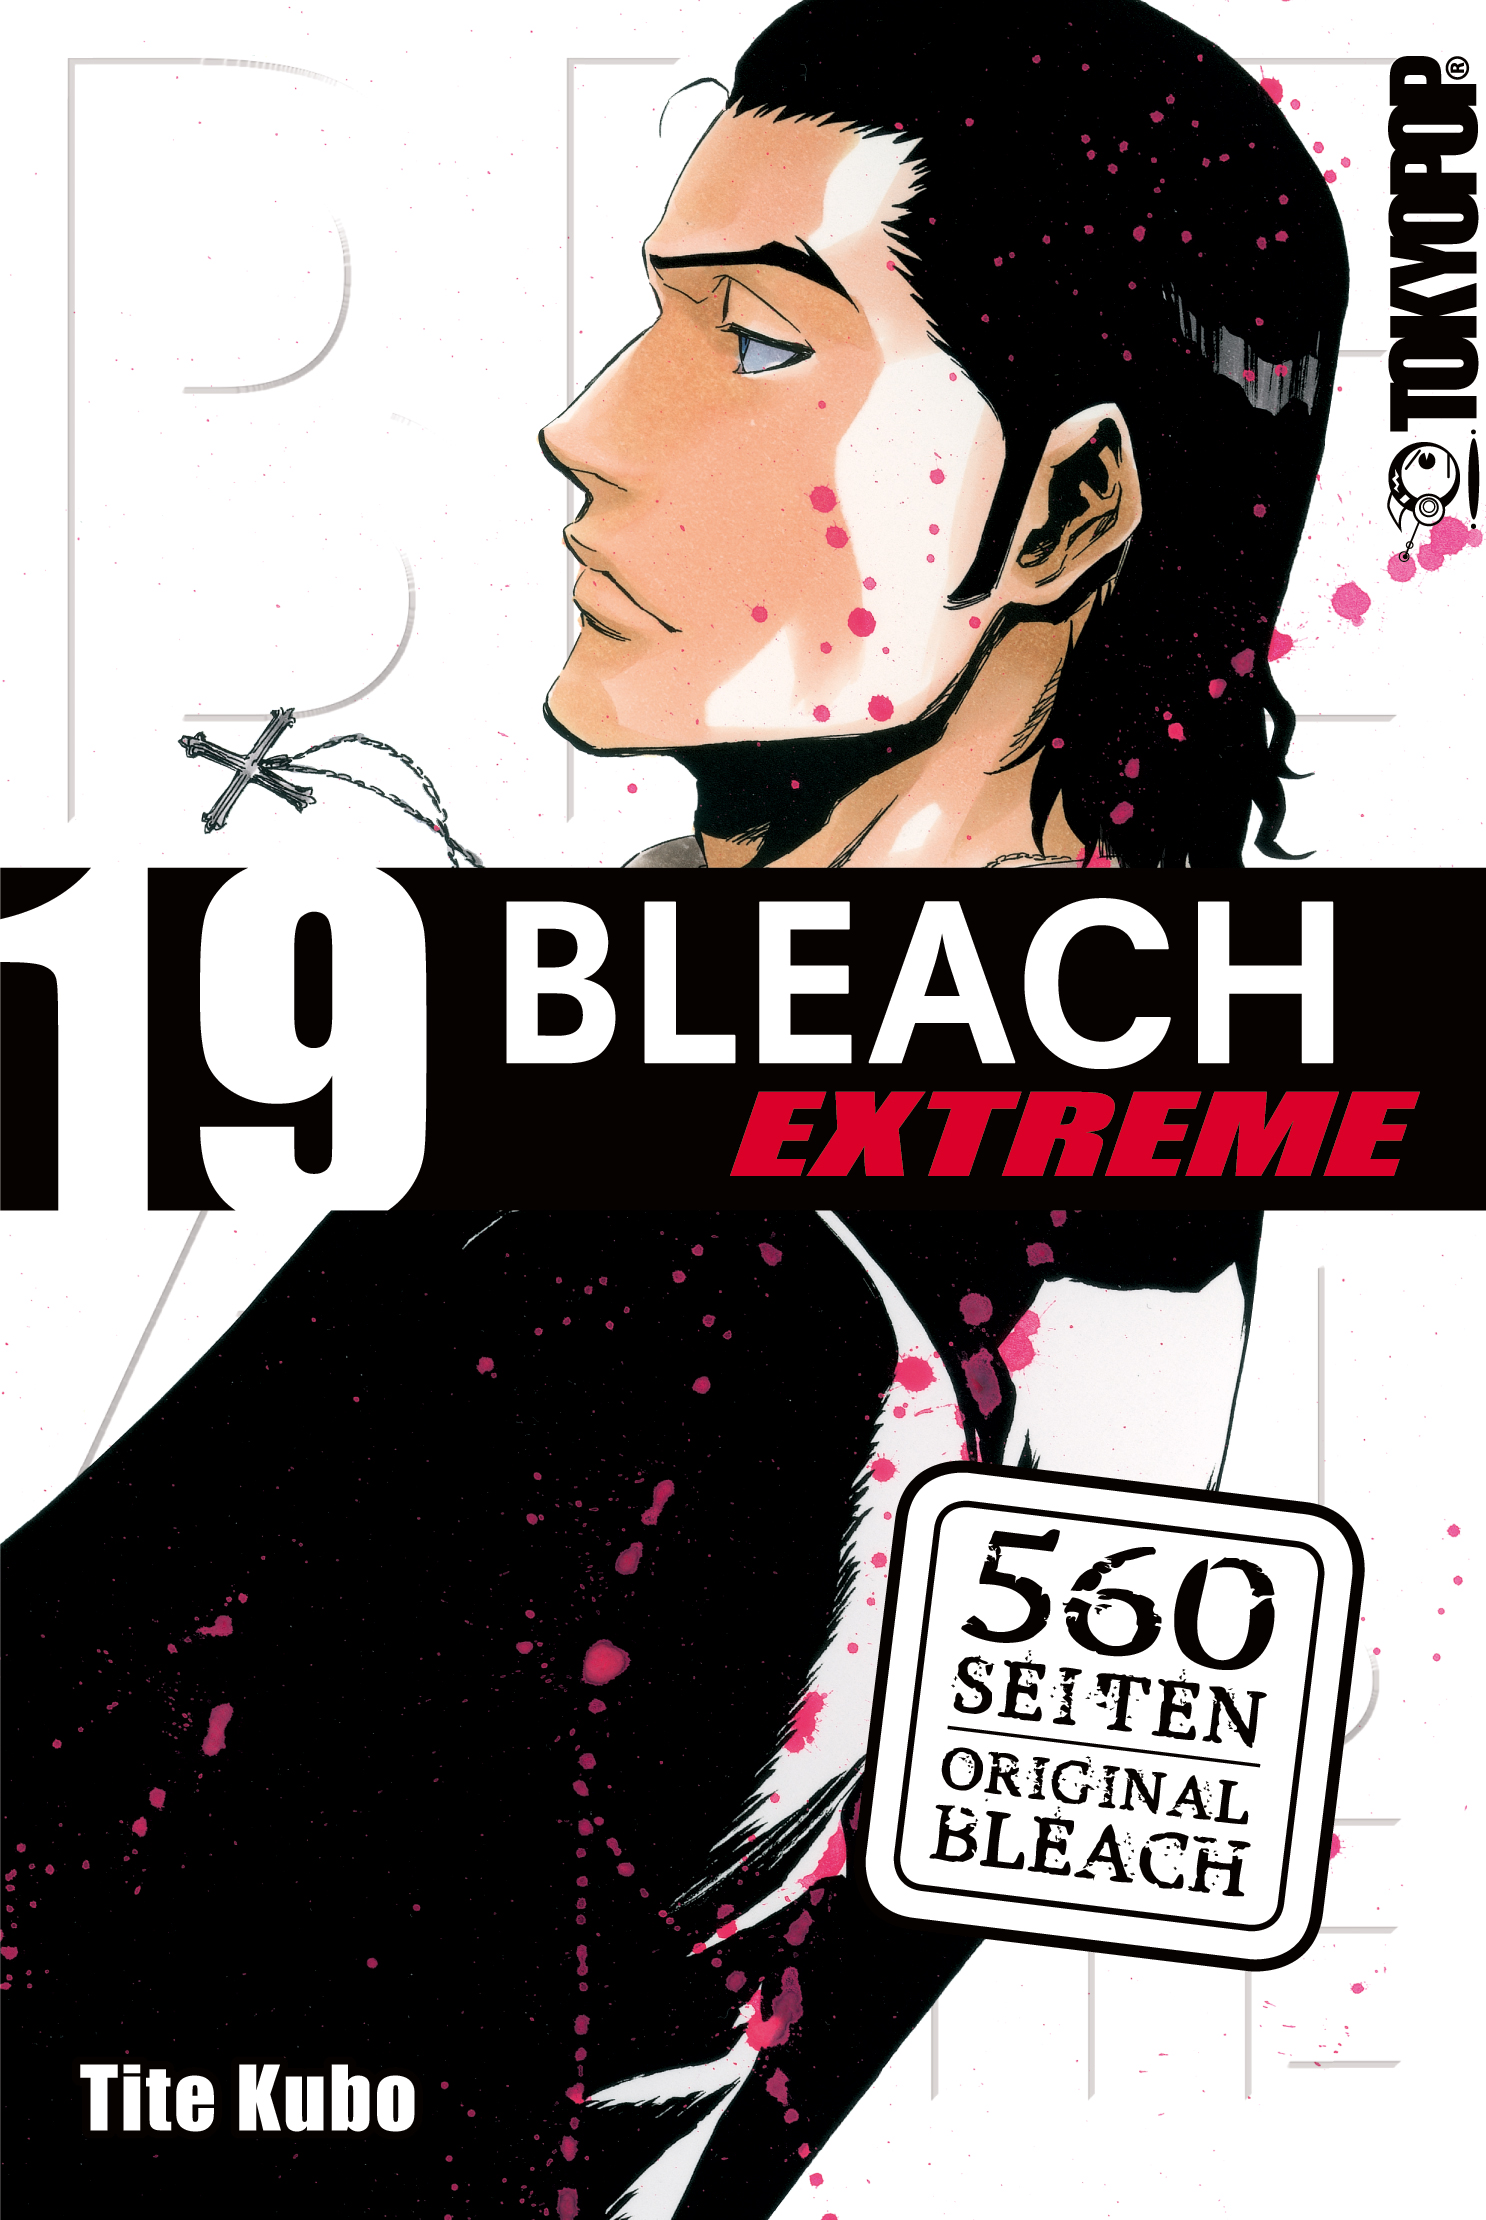 TOKYOPOP®
19 BLEACH
EXTREME
560
SEITEN
ORIGINAL
BLEACH
Tite Kubo